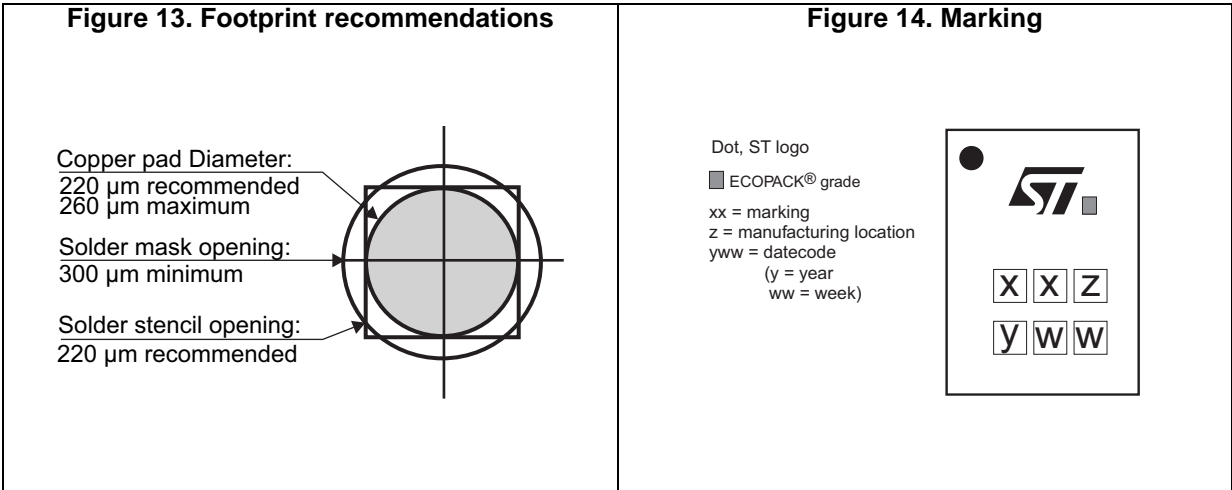 Figure 13. Footprint recommendations
Copper pad Diameter:
220 µm recommended
260 µm maximum
Solder mask opening:
300 µm minimum
Solder stencil opening:
220 µm recommended
Figure 14. Marking
Dot, ST logo
ECOPACK® grade
xx = marking
z = manufacturing location
yww = datecode
(y = year
ww = week)
ST
x x z
y w w